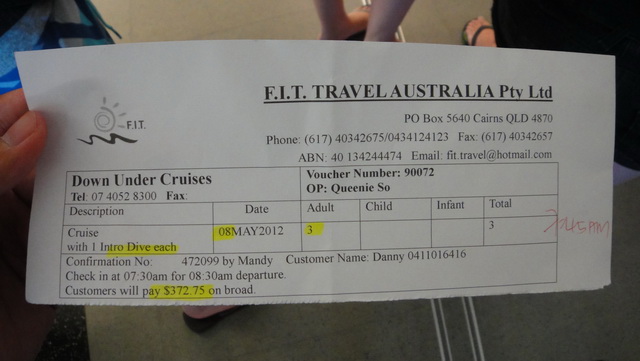 F.I.T. TRAVEL AUSTRALIA Pty Ltd
F.I.T.
PO Box 5640 Cairns QLD 4870
Phone: (617) 40342675/0434124123 Fax: (617) 40342657
ABN: 40 134244474 Email: fit.travel@hotmail.com
Down Under Cruises
Tel: 07 4052 8300 Fax:
Voucher Number: 90072
OP: Queenie So
Description Date Adult Child Infant Total
Cruise 08MAY2012 3 3
with 1 Intro Dive each
Confirmation No: 472099 by Mandy Customer Name: Danny 0411016416
Check in at 07:30am for 08:30am departure.
Customers will pay $372.75 on broad.